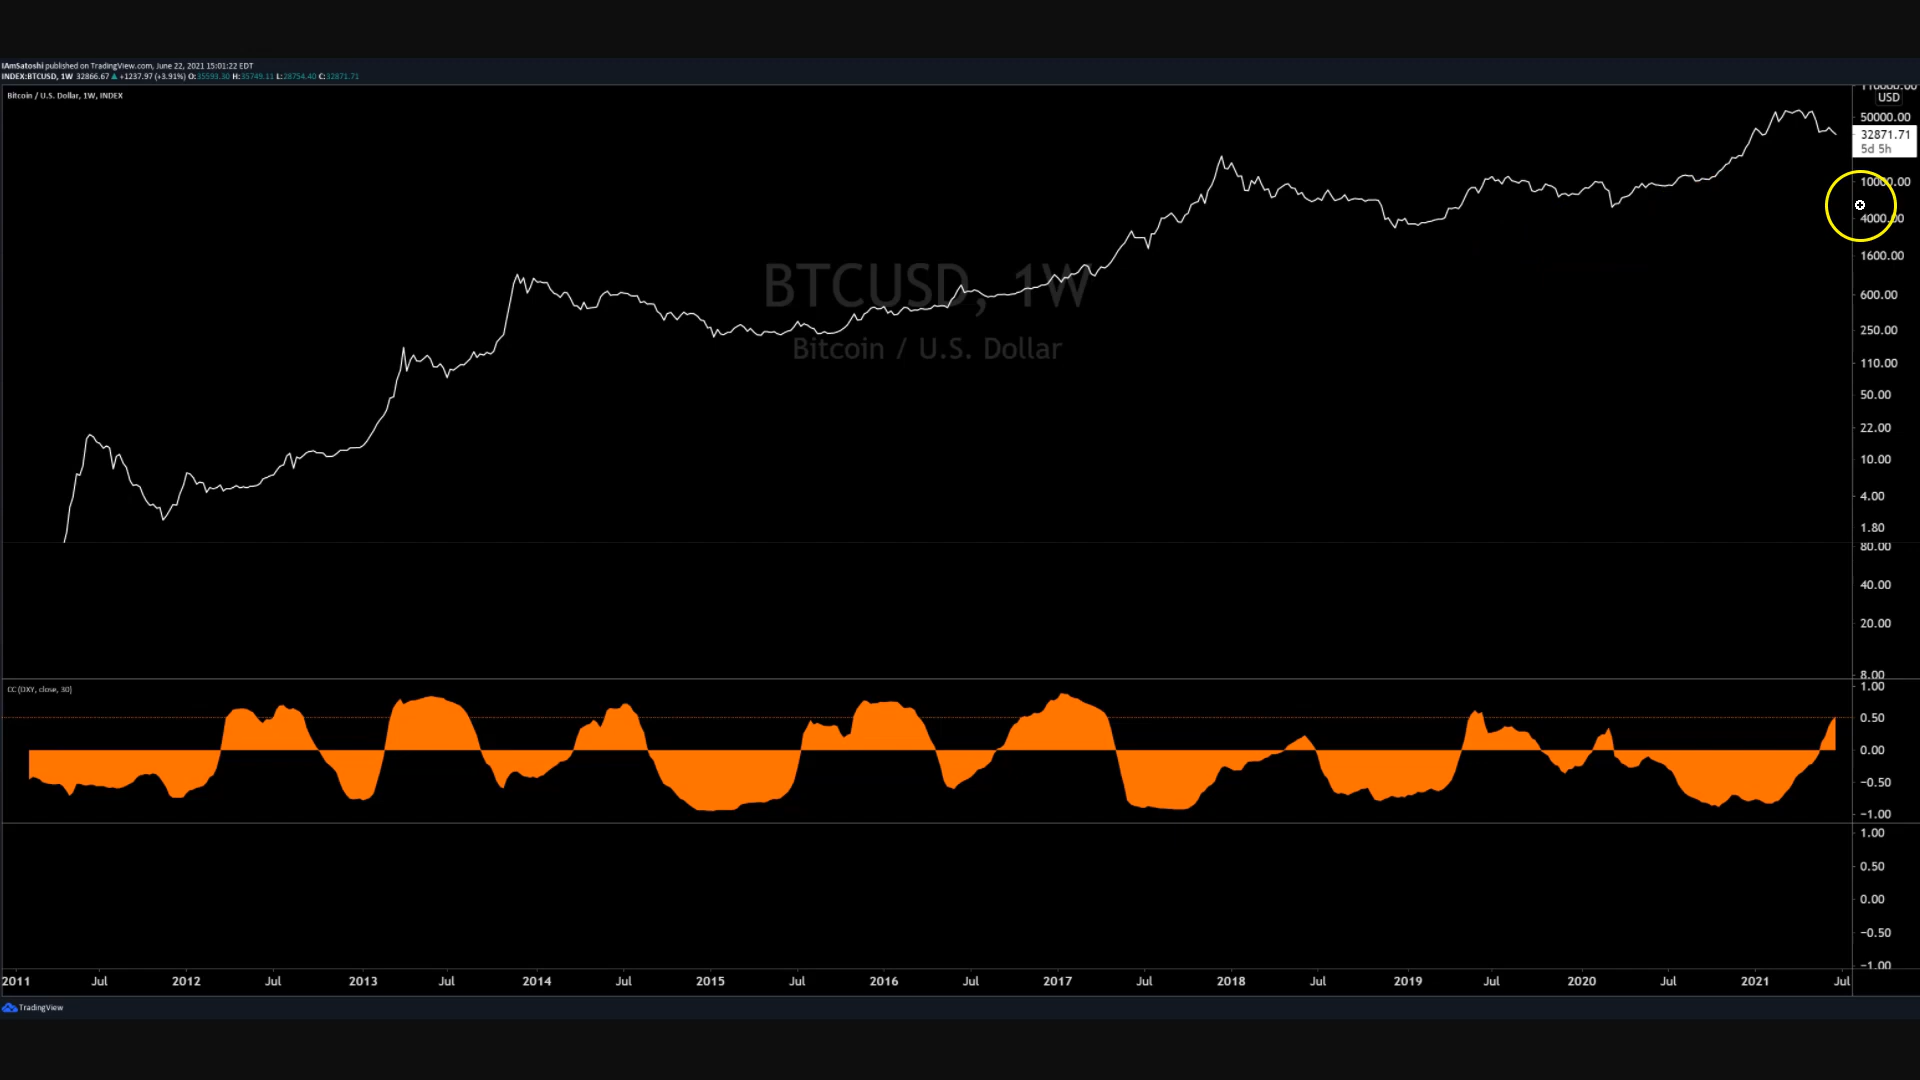 IAmSatoshi published on TradingView.com, June 22, 2021 15:01:22 EDT
INDEX:BTCUSD, 1W 32866.67 ▲ +1237.97 (+3.91%) O:35593.30 H:35749.11 L:28754.40 C:32871.71
Bitcoin / U.S. Dollar, 1W, INDEX
110000.00
USD
50000.00
32871.71
5d 5h
10000.00
4000.00
1600.00
600.00
250.00
110.00
50.00
22.00
10.00
4.00
1.80
BTCUSD, 1W
Bitcoin / U.S. Dollar
80.00
40.00
20.00
8.00
CC (DXY, close, 30)
1.00
0.50
0.00
−0.50
−1.00
1.00
0.50
0.00
−0.50
−1.00
2011 Jul 2012 Jul 2013 Jul 2014 Jul 2015 Jul 2016 Jul 2017 Jul 2018 Jul 2019 Jul 2020 Jul 2021 Jul
TradingView